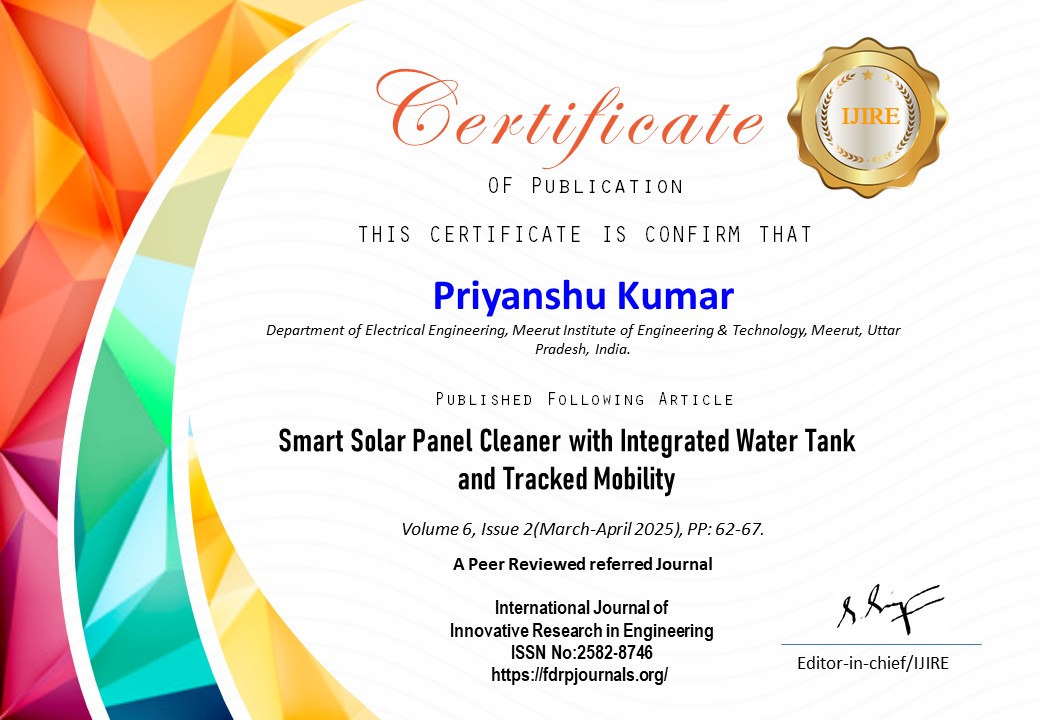 Certificate
IJIRE
OF PUBLICATION
THIS CERTIFICATE IS CONFIRM THAT
Priyanshu Kumar
Department of Electrical Engineering, Meerut Institute of Engineering & Technology, Meerut, Uttar
Pradesh, India.
PUBLISHED FOLLOWING ARTICLE
Smart Solar Panel Cleaner with Integrated Water Tank
and Tracked Mobility
Volume 6, Issue 2(March-April 2025), PP: 62-67.
A Peer Reviewed referred Journal
International Journal of
Innovative Research in Engineering
ISSN No:2582-8746
https://fdrpjournals.org/
Editor-in-chief/IJIRE